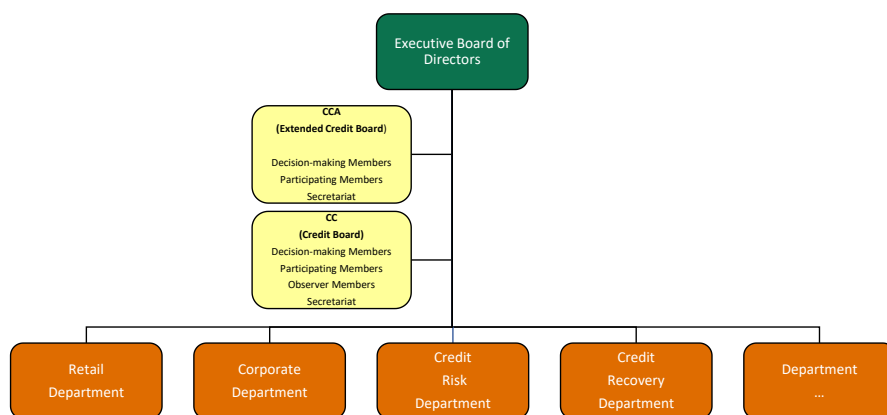 Executive Board of
Directors
CCA
(Extended Credit Board)
Decision-making Members
Participating Members
Secretariat
CC
(Credit Board)
Decision-making Members
Participating Members
Observer Members
Secretariat
Retail
Department
Corporate
Department
Credit
Risk
Department
Credit
Recovery
Department
Department
...